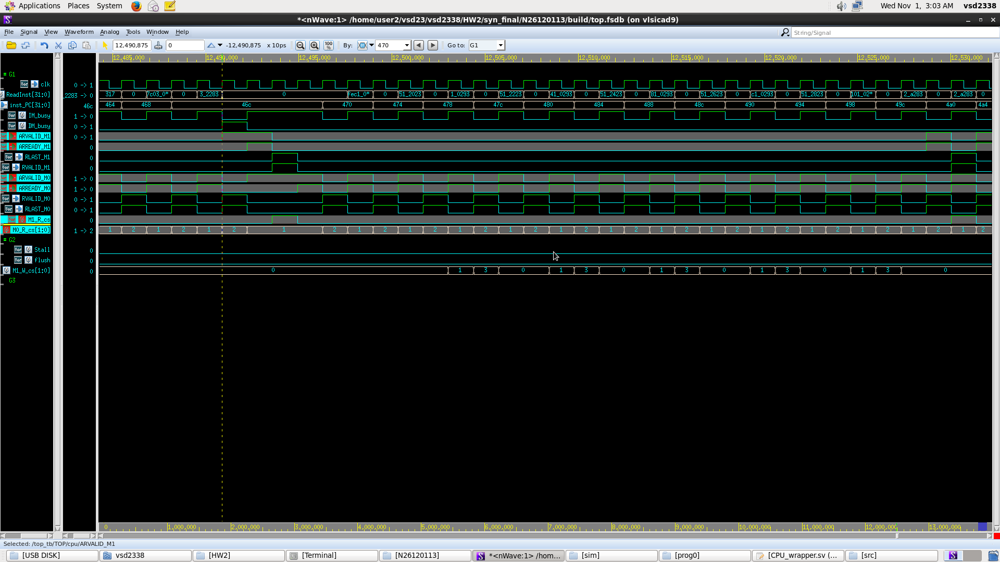 Applications Places System Wed Nov 1, 3:03 AM vsd2338
*<nWave:1> /home/user2/vsd23/vsd2338/HW2/syn_final/N26120113/build/top.fsdb (on vlsicad9)
File Signal View Waveform Analog Tools Window Help String/Signal
12,490,875 0 -12,490,875 x 10ps 100 % By: 470 Go to: G1
12,485,000 12,490,000 12,495,000 12,500,000 12,505,000 12,510,000 12,515,000 12,520,000 12,525,000 12,530,000
= G1
clk 0 -> 1
ReadInst[31:0] _2283 -> 0 317 0 7c03_0* 0 3_2283 0 fec1_0* 0 51_2023 0 1_0293 0 51_2223 0 41_0293 0 51_2423 0 81_0293 0 51_2623 0 c1_0293 0 51_2823 0 101_02* 0 2_a283 0 2_a283 0
inst_PC[31:0] 46c 464 468 46c 470 474 478 47c 480 484 488 48c 490 494 498 49c 4a0 4a4
IM_busy 1 -> 0
DM_busy 0 -> 1
ARVALID_M1 0 -> 1
ARREADY_M1 0
RLAST_M1 0
RVALID_M1 0
ARVALID_M0 1 -> 0
ARREADY_M0 1 -> 0
RVALID_M0 0 -> 1
RLAST_M0 0 -> 1
M1_R_cs 0
M0_R_cs[1:0] 1 -> 2 1 2 1 2 1 2 1 2 1 2 1 2 1 2 1 2 1 2 1 2 1 2 1 2 1 2 1 2 1 2 1 2 1 2
= G2
Stall 0
flush 0
M1_W_cs[1:0] 0 0 1 3 0 1 3 0 1 3 0 1 3 0 1 3 0
G3
0 1,000,000 2,000,000 3,000,000 4,000,000 5,000,000 6,000,000 7,000,000 8,000,000 9,000,000 10,000,000 11,000,000 12,000,000 13,000,000
Selected: /top_tb/TOP/cpu/ARVALID_M1
[USB DISK] vsd2338 [HW2] [Terminal] [N26120113] *<nWave:1> /hom... [sim] [prog0] [CPU_wrapper.sv (... [src]